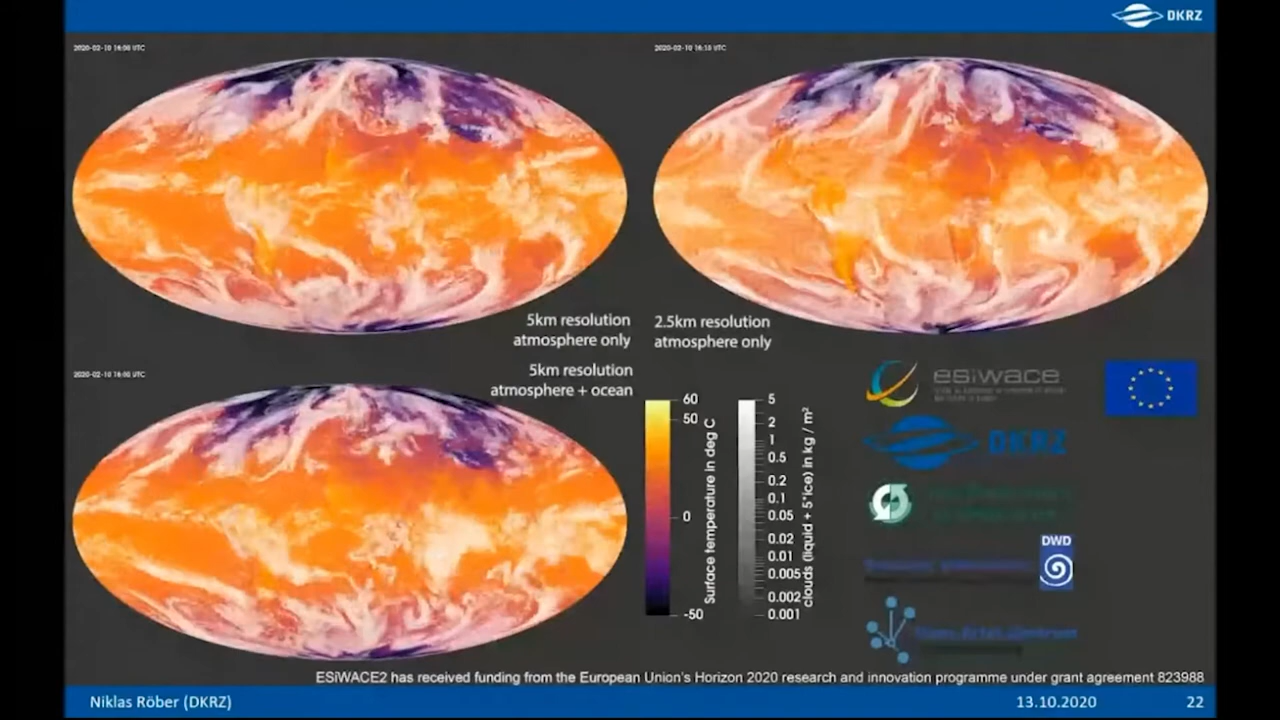 DKRZ
2020-02-10 16:00 UTC
2020-02-10 16:15 UTC
5km resolution
atmosphere only
2.5km resolution
atmosphere only
2020-02-10 16:00 UTC
5km resolution
atmosphere + ocean
60
50
0
-50
Surface temperature in deg C
5
2
1
0.5
0.2
0.1
0.05
0.02
0.01
0.005
0.002
0.001
clouds (liquid + 5*ice) in kg / m²
esiwace
DKRZ
DWD
ESiWACE2 has received funding from the European Union's Horizon 2020 research and innovation programme under grant agreement 823988
Niklas Röber (DKRZ)
13.10.2020
22